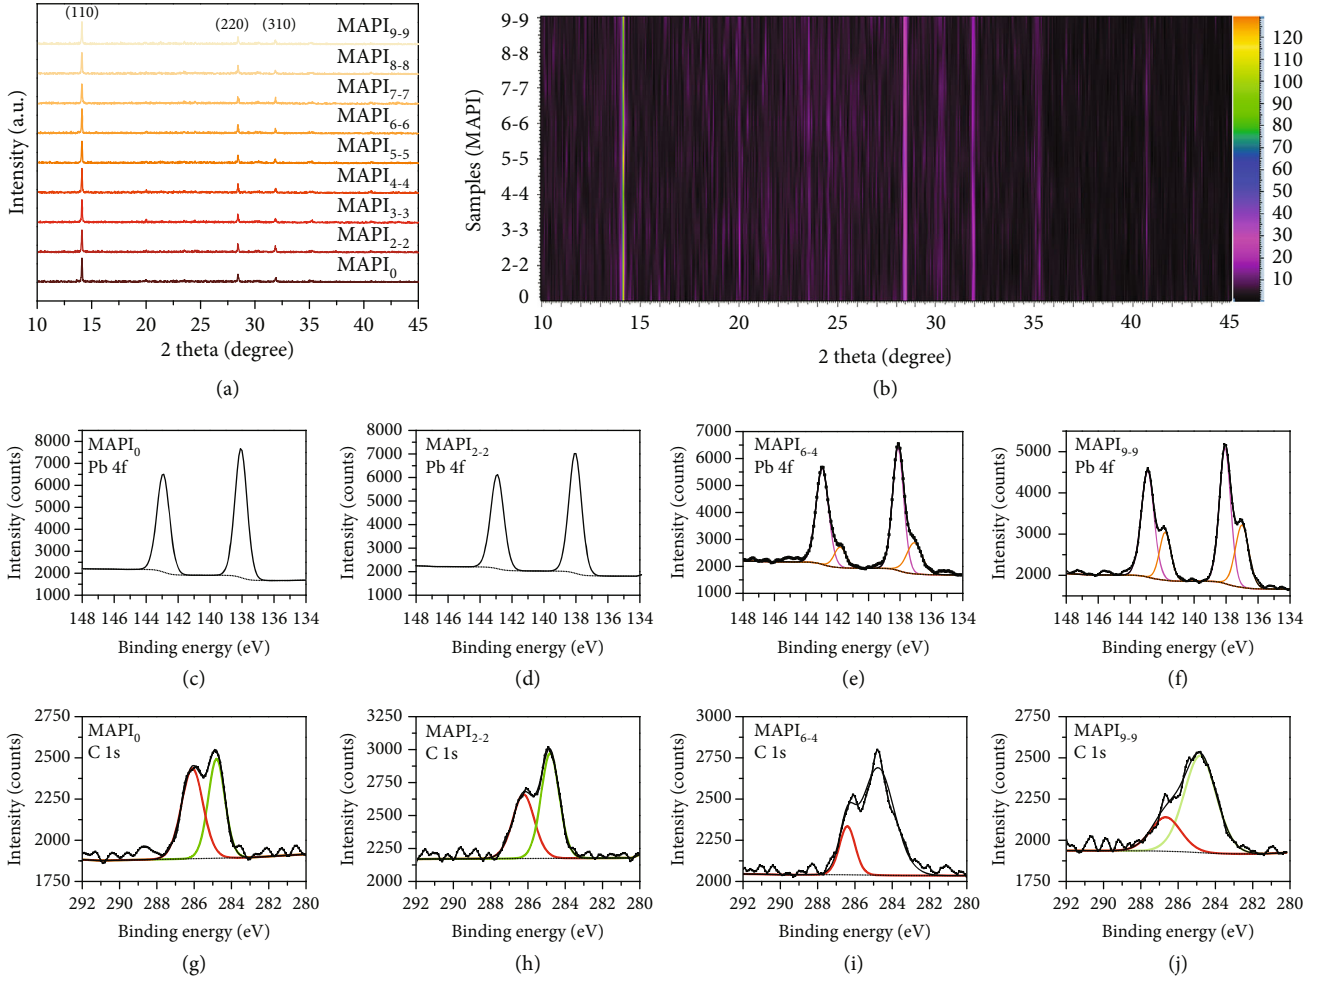 (110)
(220)
(310)
MAPI9-9
MAPI8-8
MAPI7-7
MAPI6-6
MAPI5-5
MAPI4-4
MAPI3-3
MAPI2-2
MAPI0
Intensity (a.u.)
10 15 20 25 30 35 40 45
2 theta (degree)
(a)
Samples (MAPI)
9-9
8-8
7-7
6-6
5-5
4-4
3-3
2-2
0
10 15 20 25 30 35 40 45
2 theta (degree)
(b)
120
110
100
90
80
70
60
50
40
30
20
10
MAPI0
Pb 4f
Intensity (counts)
8000
7000
6000
5000
4000
3000
2000
1000
148 146 144 142 140 138 136 134
Binding energy (eV)
(c)
MAPI2-2
Pb 4f
Intensity (counts)
8000
7000
6000
5000
4000
3000
2000
1000
148 146 144 142 140 138 136 134
Binding energy (eV)
(d)
MAPI6-4
Pb 4f
Intensity (counts)
7000
6000
5000
4000
3000
2000
1000
148 146 144 142 140 138 136 134
Binding energy (eV)
(e)
MAPI9-9
Pb 4f
Intensity (counts)
5000
4000
3000
2000
148 146 144 142 140 138 136 134
Binding energy (eV)
(f)
MAPI0
C 1s
Intensity (counts)
2750
2500
2250
2000
1750
292 290 288 286 284 282 280
Binding energy (eV)
(g)
MAPI2-2
C 1s
Intensity (counts)
3250
3000
2750
2500
2250
2000
292 290 288 286 284 282 280
Binding energy (eV)
(h)
MAPI6-4
C 1s
Intensity (counts)
3000
2750
2500
2250
2000
292 290 288 286 284 282 280
Binding energy (eV)
(i)
MAPI9-9
C 1s
Intensity (counts)
2750
2500
2250
2000
1750
292 290 288 286 284 282 280
Binding energy (eV)
(j)